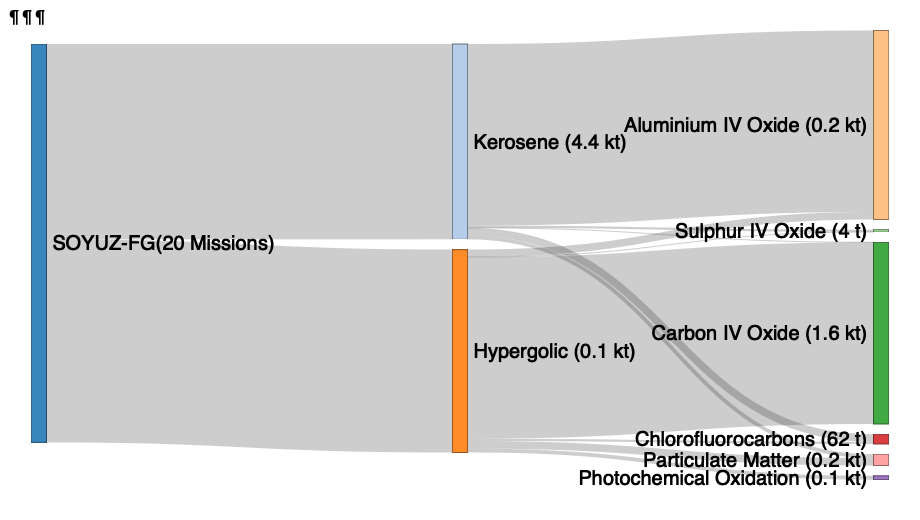 ¶¶¶
Aluminium IV Oxide (0.2 kt)
Kerosene (4.4 kt)
Sulphur IV Oxide (4 t)
SOYUZ-FG(20 Missions)
Carbon IV Oxide (1.6 kt)
Hypergolic (0.1 kt)
Chlorofluorocarbons (62 t)
Particulate Matter (0.2 kt)
Photochemical Oxidation (0.1 kt)